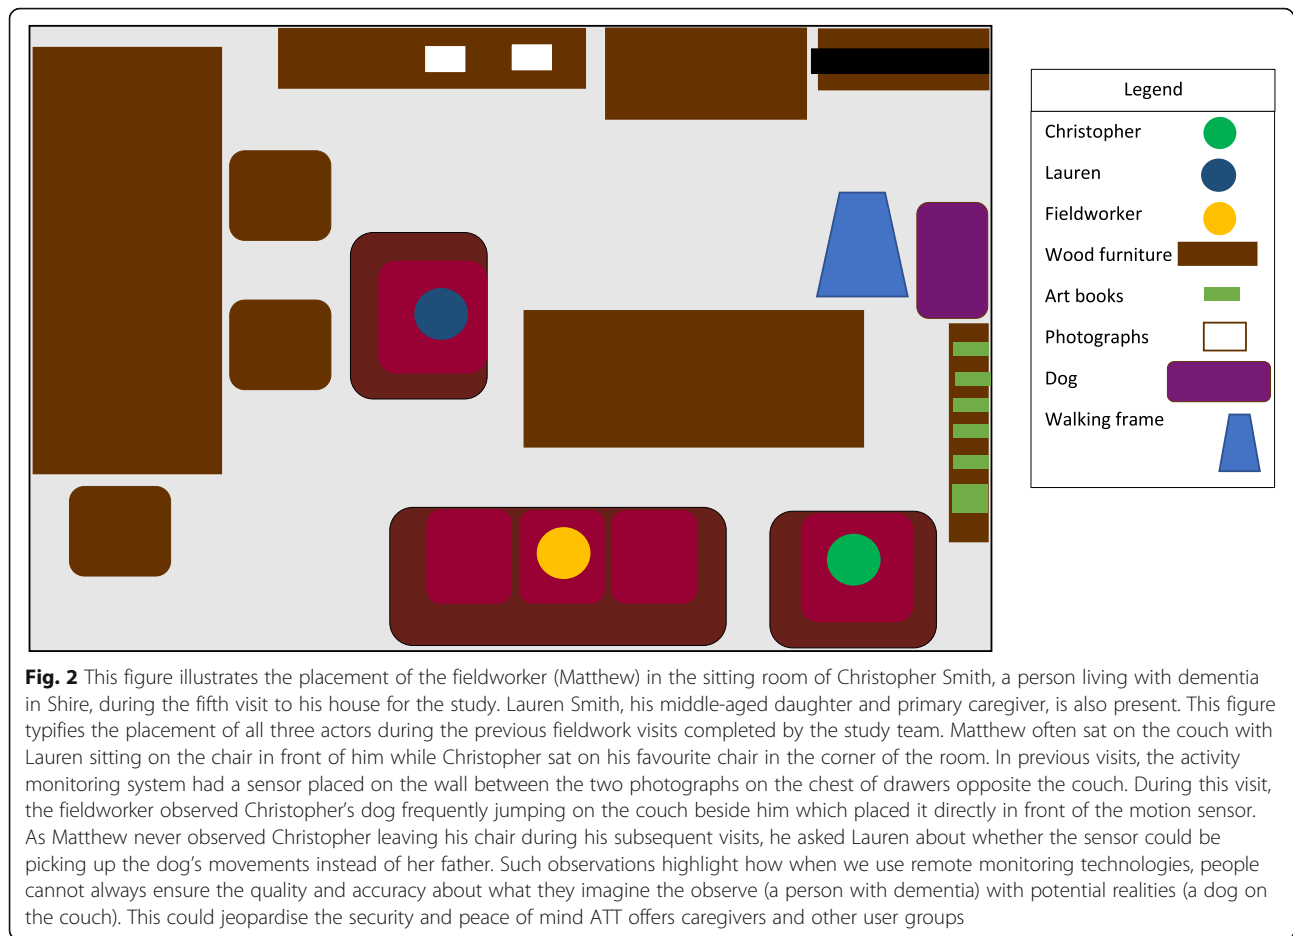 Legend
Christopher
Lauren
Fieldworker
Wood furniture
Art books
Photographs
Dog
Walking frame
Fig. 2 This figure illustrates the placement of the fieldworker (Matthew) in the sitting room of Christopher Smith, a person living with dementia
in Shire, during the fifth visit to his house for the study. Lauren Smith, his middle-aged daughter and primary caregiver, is also present. This figure
typifies the placement of all three actors during the previous fieldwork visits completed by the study team. Matthew often sat on the couch with
Lauren sitting on the chair in front of him while Christopher sat on his favourite chair in the corner of the room. In previous visits, the activity
monitoring system had a sensor placed on the wall between the two photographs on the chest of drawers opposite the couch. During this visit,
the fieldworker observed Christopher's dog frequently jumping on the couch beside him which placed it directly in front of the motion sensor.
As Matthew never observed Christopher leaving his chair during his subsequent visits, he asked Lauren about whether the sensor could be
picking up the dog's movements instead of her father. Such observations highlight how when we use remote monitoring technologies, people
cannot always ensure the quality and accuracy about what they imagine the observe (a person with dementia) with potential realities (a dog on
the couch). This could jeopardise the security and peace of mind ATT offers caregivers and other user groups